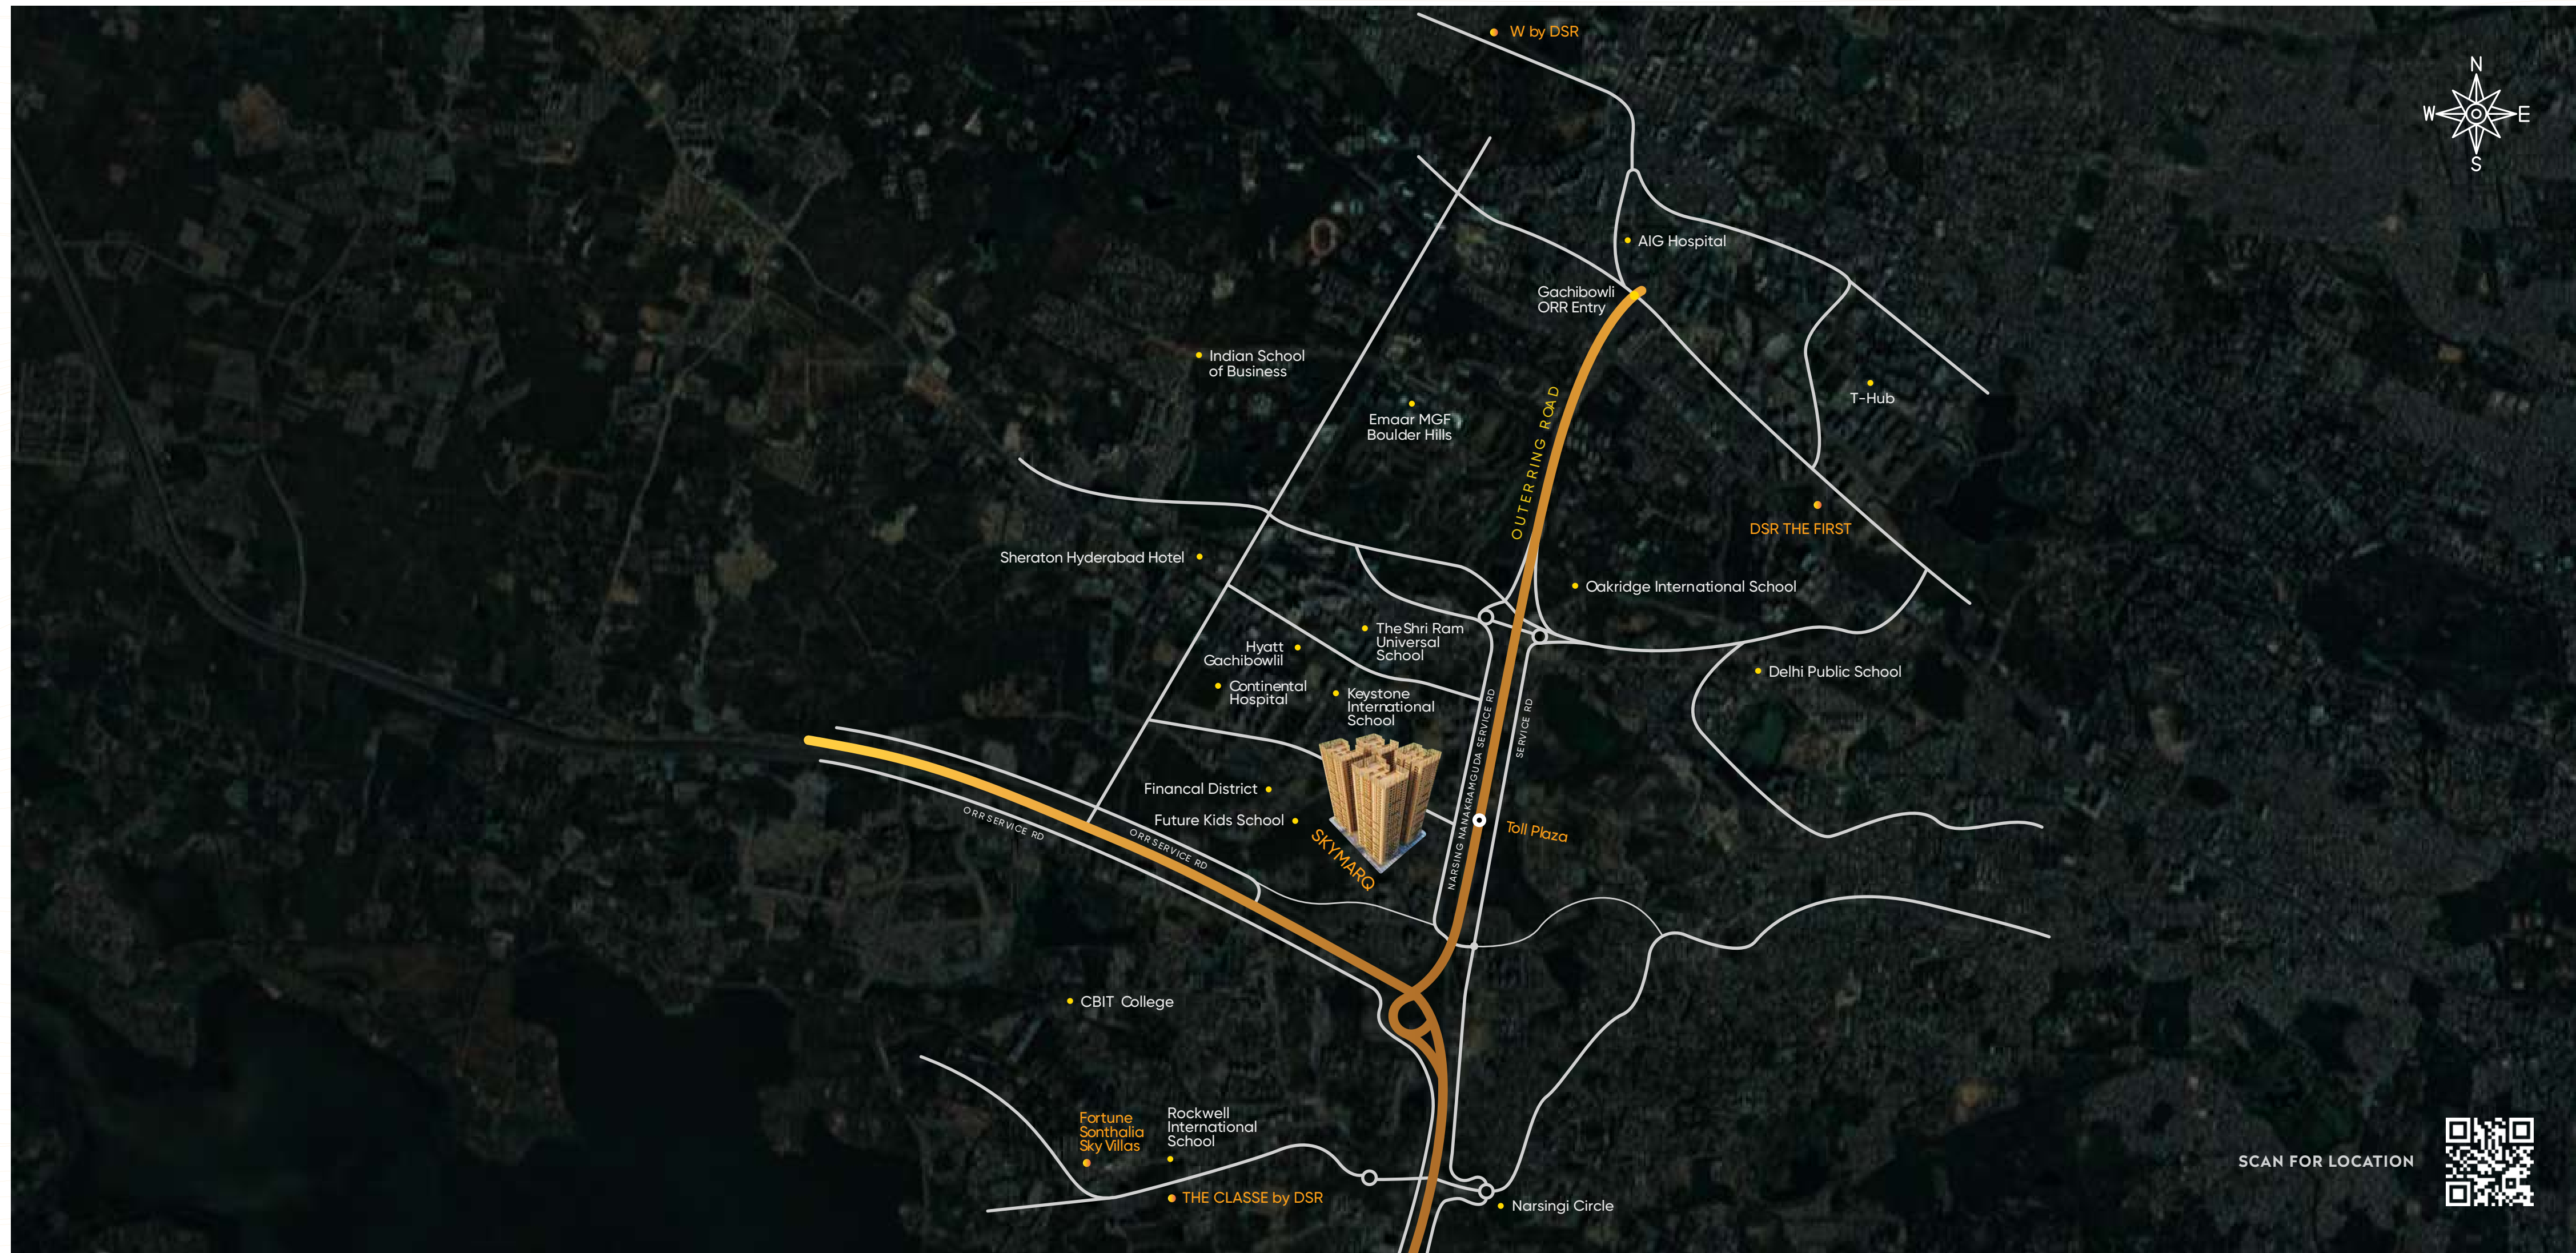 W by DSR
N
W
E
S
AIG Hospital
Gachibowli
ORR Entry
Indian School
of Business
T-Hub
Emaar MGF
Boulder Hills
OUTER RING ROAD
DSR THE FIRST
Sheraton Hyderabad Hotel
Oakridge International School
The Shri Ram
Universal
School
Hyatt
Gachibowlil
Delhi Public School
Continental
Hospital
Keystone
International
School
NARSING NANAKRAMGUDA SERVICE RD
SERVICE RD
Financal District
Future Kids School
SKYMARQ
Toll Plaza
ORR SERVICE RD
ORR SERVICE RD
CBIT College
Fortune
Sonthalia
Sky Villas
Rockwell
International
School
THE CLASSE by DSR
Narsingi Circle
SCAN FOR LOCATION